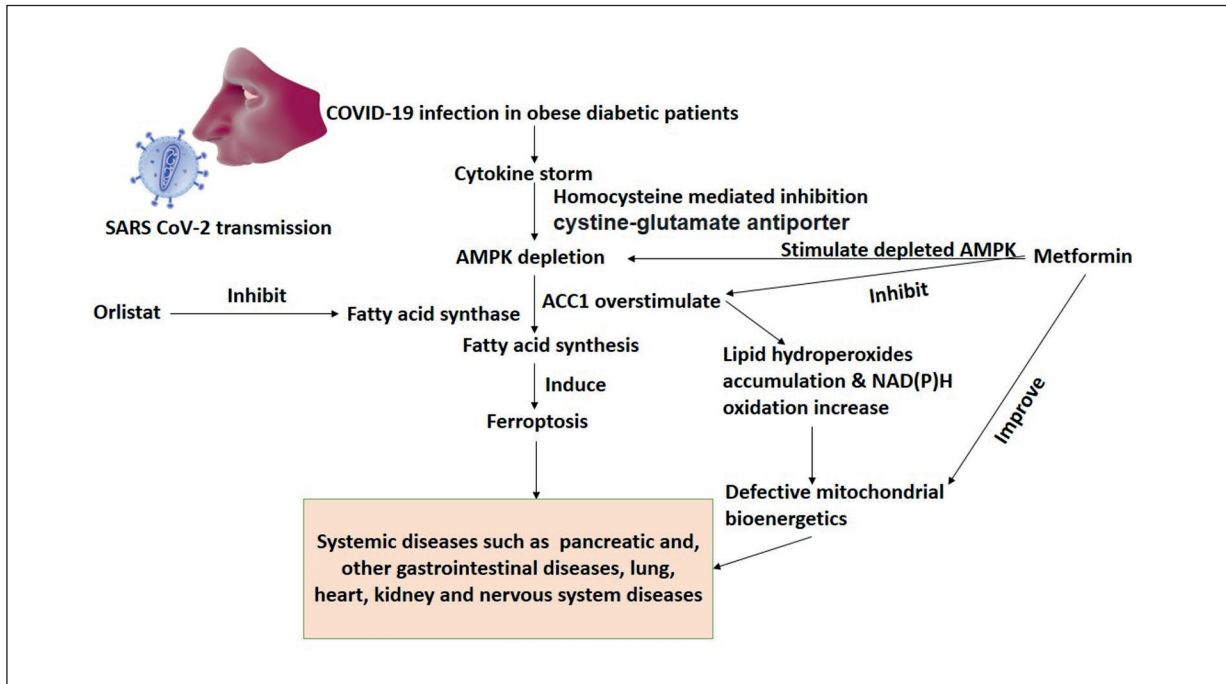 COVID-19 infection in obese diabetic patients
Cytokine storm
Homocysteine mediated inhibition
cystine-glutamate antiporter
SARS CoV-2 transmission
AMPK depletion
Stimulate depleted AMPK
Metformin
Inhibit
Orlistat
Inhibit
Fatty acid synthase
ACC1 overstimulate
Fatty acid synthesis
Lipid hydroperoxides
accumulation & NAD(P)H
oxidation increase
Induce
Improve
Ferroptosis
Defective mitochondrial
bioenergetics
Systemic diseases such as pancreatic and,
other gastrointestinal diseases, lung,
heart, kidney and nervous system diseases